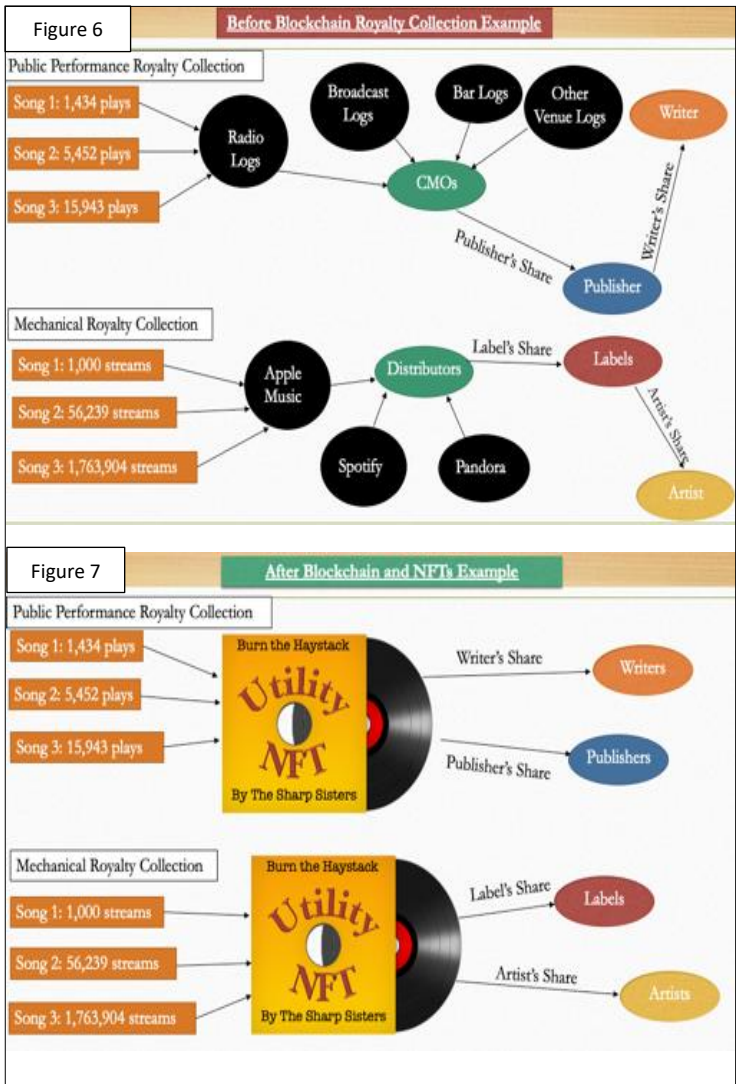 Figure 6
Before Blockchain Royalty Collection Example
Public Performance Royalty Collection
Song 1: 1,434 plays
Song 2: 5,452 plays
Song 3: 15,943 plays
Radio
Logs
Broadcast
Logs
Bar Logs
Other
Venue Logs
CMOs
Publisher's Share
Publisher
Writer's Share
Writer
Mechanical Royalty Collection
Song 1: 1,000 streams
Song 2: 56,239 streams
Song 3: 1,763,904 streams
Apple
Music
Distributors
Spotify
Pandora
Label's Share
Labels
Artist's Share
Artist
Figure 7
After Blockchain and NFTs Example
Public Performance Royalty Collection
Song 1: 1,434 plays
Song 2: 5,452 plays
Song 3: 15,943 plays
Burn the Haystack
Utility
NFT
By The Sharp Sisters
Writer's Share
Writers
Publisher's Share
Publishers
Mechanical Royalty Collection
Song 1: 1,000 streams
Song 2: 56,239 streams
Song 3: 1,763,904 streams
Burn the Haystack
Utility
NFT
By The Sharp Sisters
Label's Share
Labels
Artist's Share
Artists